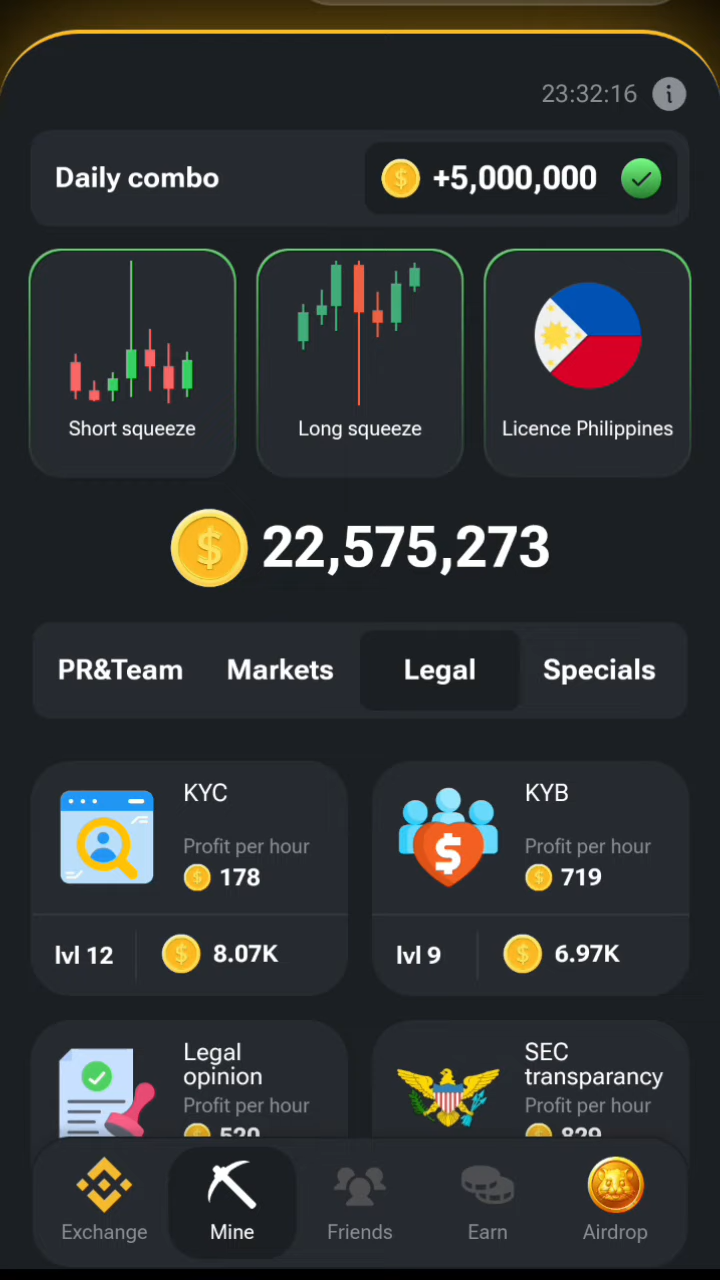 23:32:16
Daily combo
+5,000,000
Short squeeze
Long squeeze
Licence Philippines
22,575,273
PR&Team
Markets
Legal
Specials
KYC
Profit per hour
178
lvl 12
8.07K
KYB
Profit per hour
719
lvl 9
6.97K
Legal
opinion
Profit per hour
520
SEC
transparancy
Profit per hour
829
Exchange
Mine
Friends
Earn
Airdrop